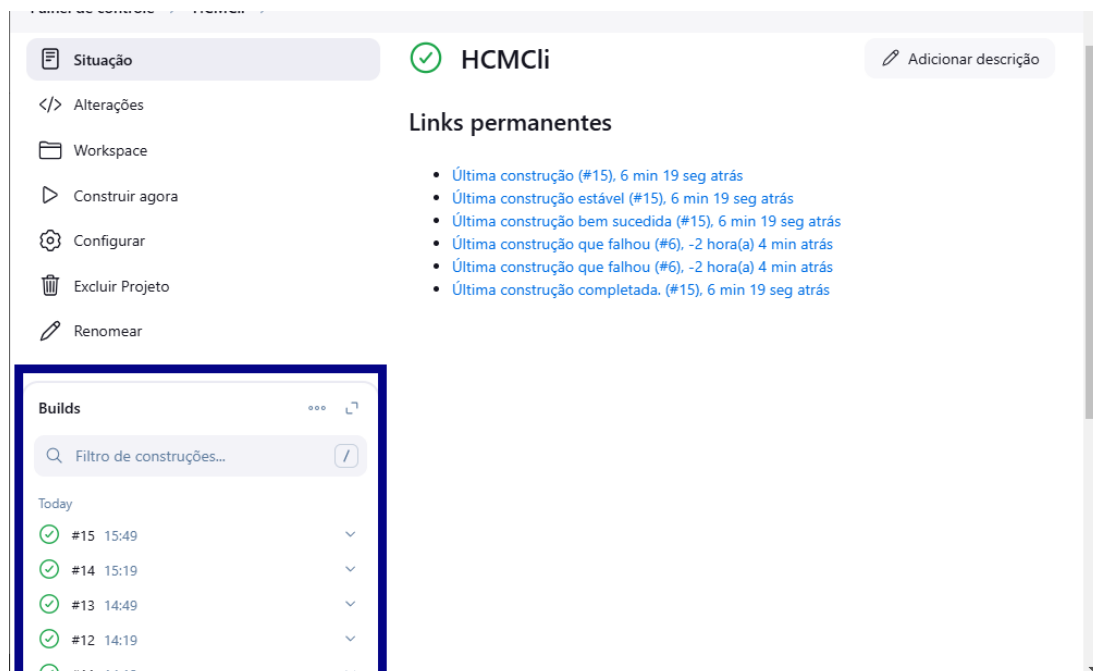 Situação
Alterações
Workspace
Construir agora
Configurar
Excluir Projeto
Renomear
Builds
Filtro de construções...
/
Today
#15 15:49
#14 15:19
#13 14:49
#12 14:19
HCMCli
Adicionar descrição
Links permanentes
Última construção (#15), 6 min 19 seg atrás
Última construção estável (#15), 6 min 19 seg atrás
Última construção bem sucedida (#15), 6 min 19 seg atrás
Última construção que falhou (#6), -2 hora(a) 4 min atrás
Última construção que falhou (#6), -2 hora(a) 4 min atrás
Última construção completada. (#15), 6 min 19 seg atrás